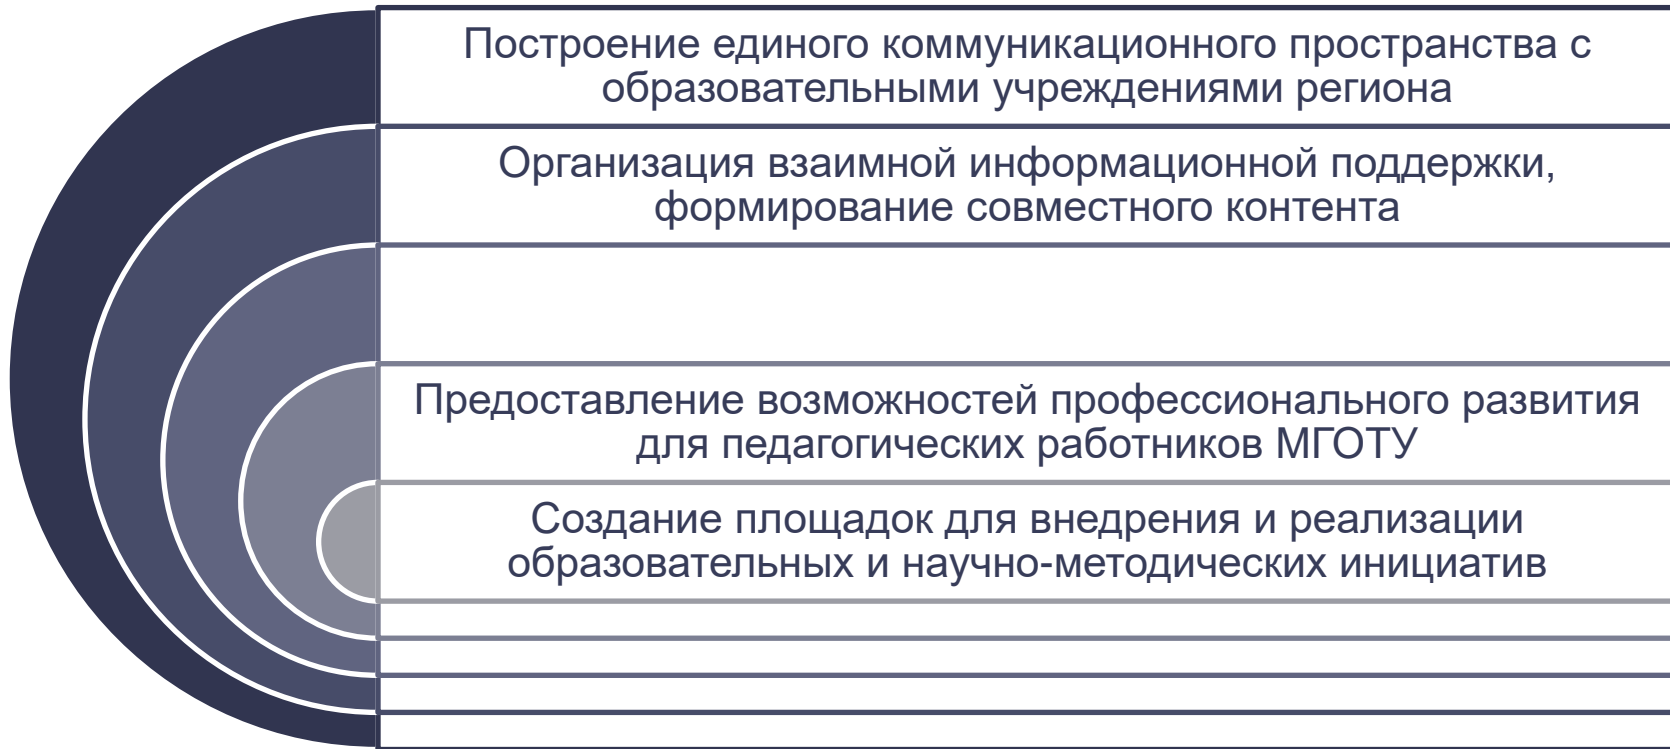 Построение единого коммуникационного пространства с
образовательными учреждениями региона
Организация взаимной информационной поддержки,
формирование совместного контента
Предоставление возможностей профессионального развития
для педагогических работников МГОТУ
Создание площадок для внедрения и реализации
образовательных и научно-методических инициатив